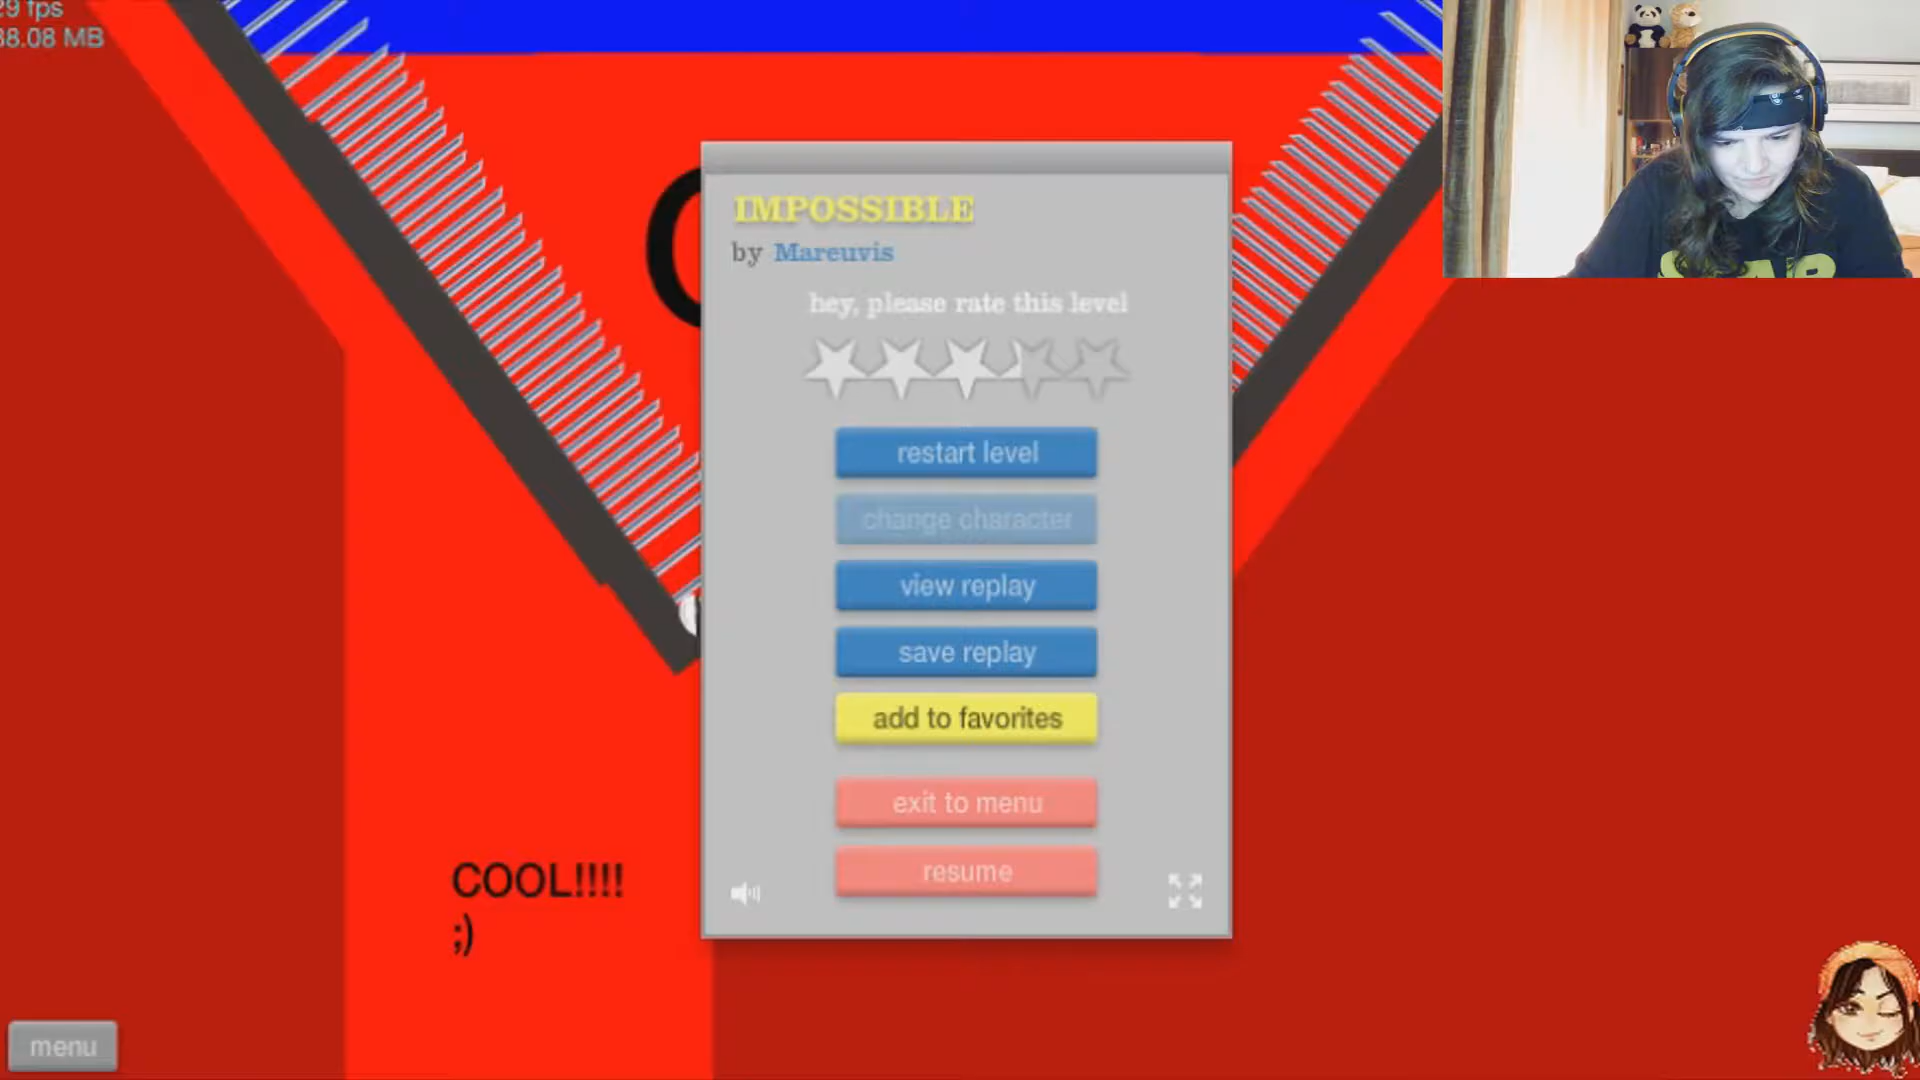 29 fps
38.08 MB
IMPOSSIBLE
by Mareuvis
hey, please rate this level
restart level
change character
view replay
save replay
add to favorites
exit to menu
resume
COOL!!!!
;)
menu